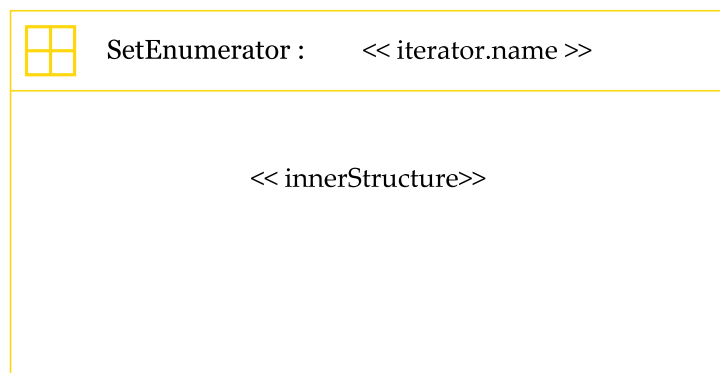 SetEnumerator : << iterator.name >>
<< innerStructure>>